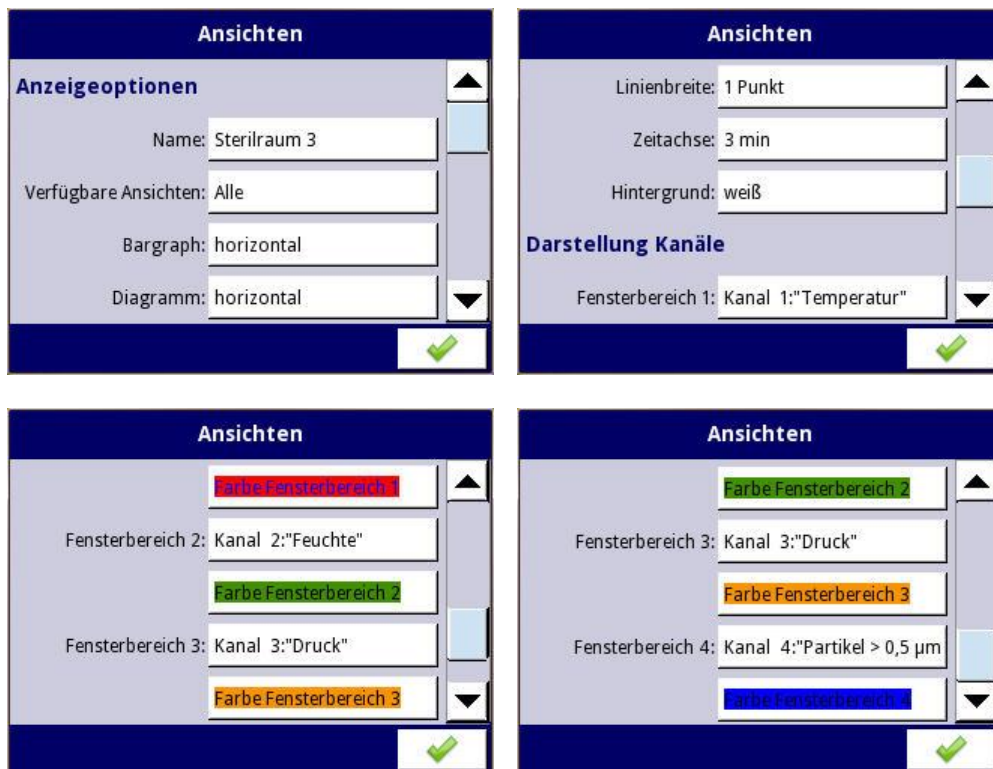 Ansichten
Anzeigeoptionen
Name: Sterilraum 3
Verfügbare Ansichten: Alle
Bargraph: horizontal
Diagramm: horizontal
Ansichten
Linienbreite: 1 Punkt
Zeitachse: 3 min
Hintergrund: weiß
Darstellung Kanäle
Fensterbereich 1: Kanal 1:"Temperatur"
Ansichten
Farbe Fensterbereich 1
Fensterbereich 2: Kanal 2:"Feuchte"
Farbe Fensterbereich 2
Fensterbereich 3: Kanal 3:"Druck"
Farbe Fensterbereich 3
Ansichten
Farbe Fensterbereich 2
Fensterbereich 3: Kanal 3:"Druck"
Farbe Fensterbereich 3
Fensterbereich 4: Kanal 4:"Partikel > 0,5 µm
Farbe Fensterbereich 4